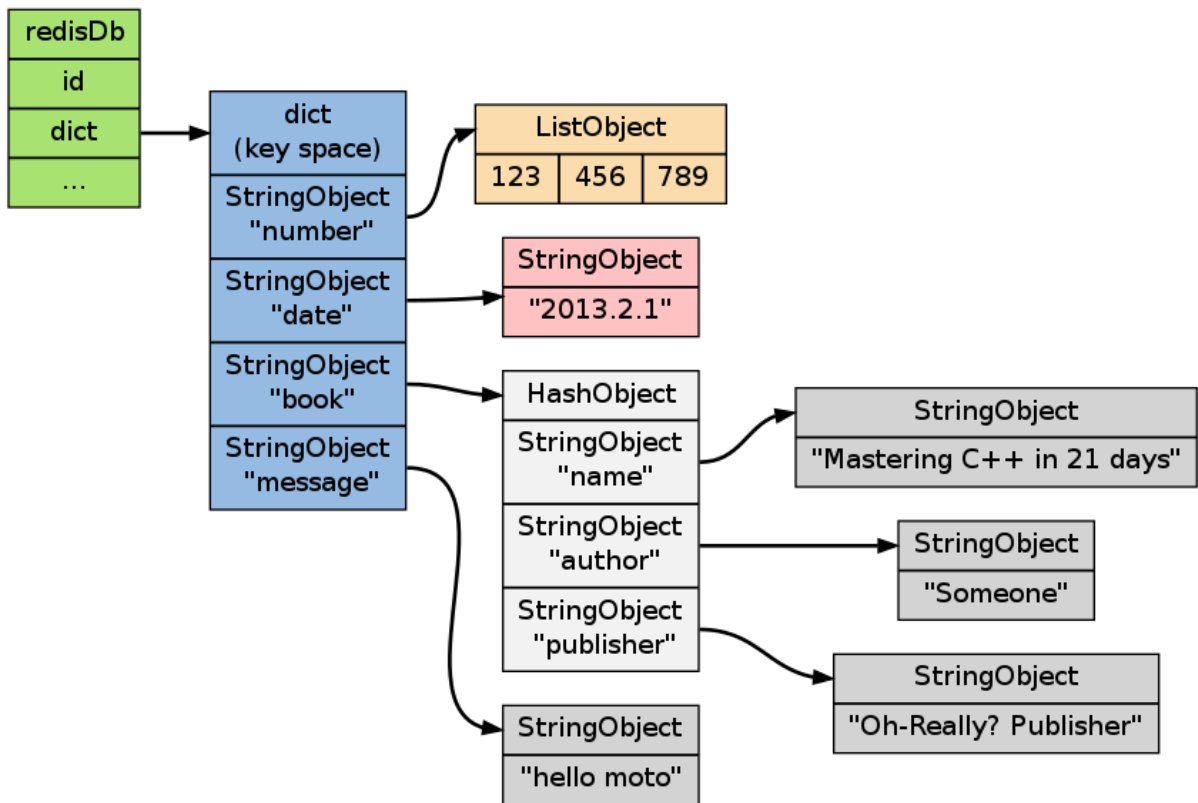 redisDb
id
dict
...
dict
(key space)
StringObject
"number"
StringObject
"date"
StringObject
"book"
StringObject
"message"
ListObject
123 456 789
StringObject
"2013.2.1"
HashObject
StringObject
"name"
StringObject
"author"
StringObject
"publisher"
StringObject
"hello moto"
StringObject
"Mastering C++ in 21 days"
StringObject
"Someone"
StringObject
"Oh-Really? Publisher"